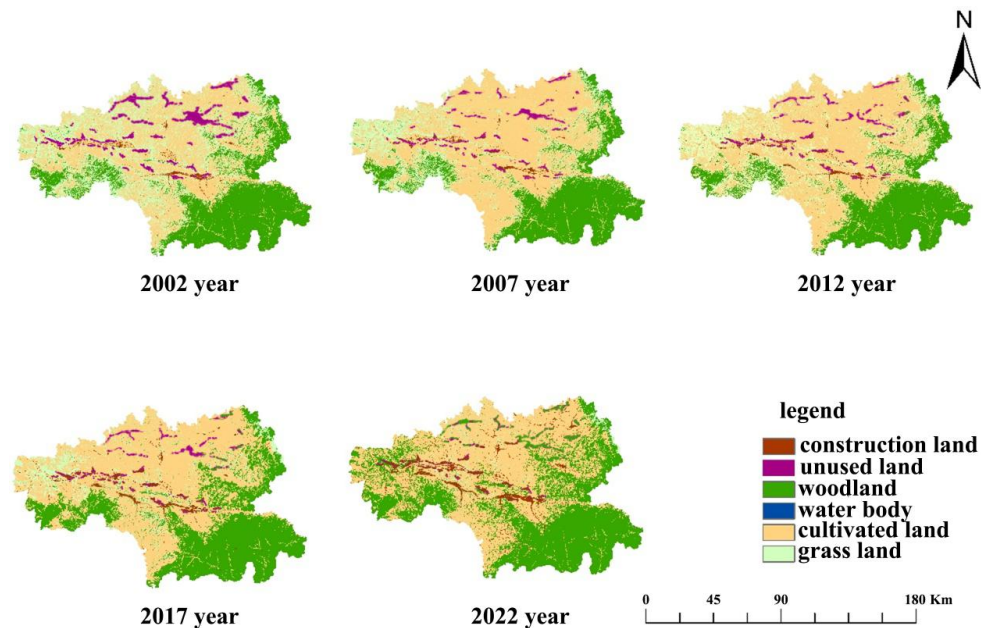 N
2002 year
2007 year
2012 year
legend
construction land
unused land
woodland
water body
cultivated land
grass land
2017 year
2022 year
0 45 90 180 Km